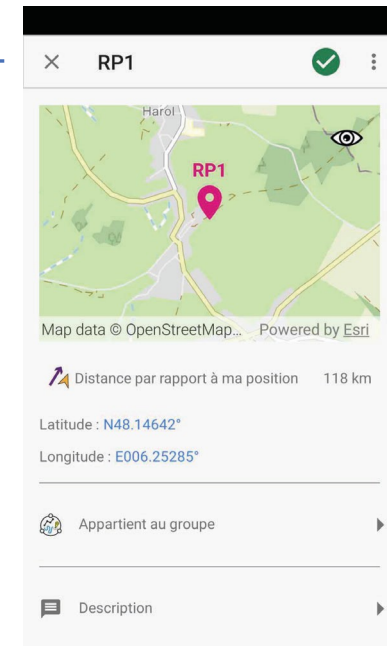 RP1
Harol
RP1
Map data © OpenStreetMap... Powered by Esri
Distance par rapport à ma position 118 km
Latitude : N48.14642°
Longitude : E006.25285°
Appartient au groupe
Description